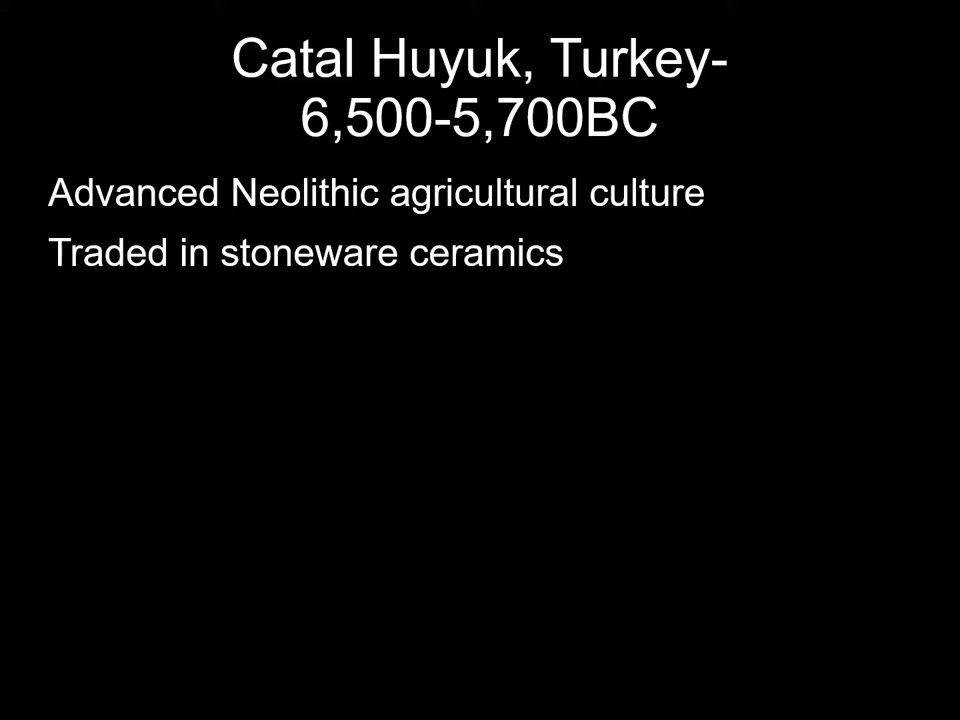 Catal Huyuk, Turkey-
6,500-5,700BC
Advanced Neolithic agricultural culture
Traded in stoneware ceramics